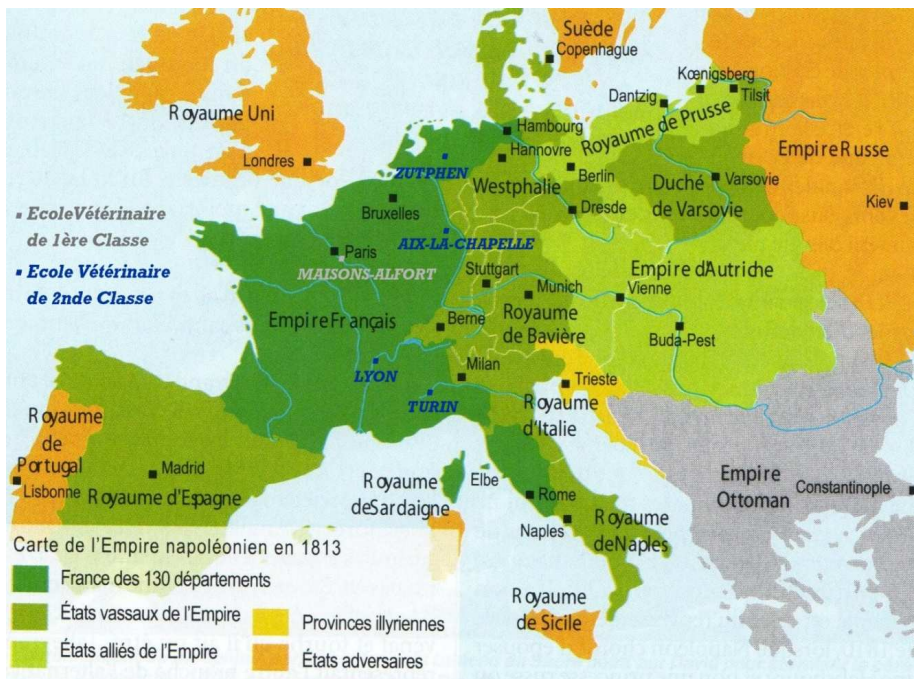 Suède
Copenhague
Kœnigsberg
Tilsit
Dantzig
Royaume de Prusse
Royaume Uni
Londres
Hambourg
Hannovre
Berlin
Empire Russe
ZUTPHEN
Westphalie
Duché
de Varsovie
Varsovie
Kiev
Bruxelles
Dresde
Ecole Vétérinaire
de 1ère Classe
Ecole Vétérinaire
de 2nde Classe
AIX-LA-CHAPELLE
Paris
MAISONS-ALFORT
Stuttgart
Munich
Empire d'Autriche
Vienne
Empire Français
Berne
Royaume
de Bavière
Buda-Pest
LYON
Milan
Trieste
TURIN
Royaume
d'Italie
Royaume
de
Portugal
Lisbonne
Madrid
Royaume d'Espagne
Royaume
de Sardaigne
Elbe
Rome
Naples
Royaume
de Naples
Empire
Ottoman
Constantinople
Royaume
de Sicile
Carte de l'Empire napoléonien en 1813
France des 130 départements
États vassaux de l'Empire
États alliés de l'Empire
Provinces illyriennes
États adversaires